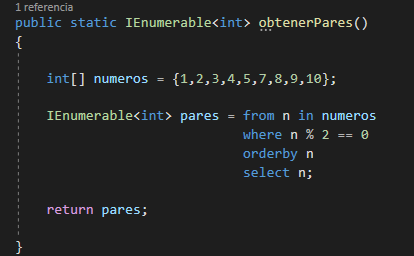 1 referencia
public static IEnumerable<int> obtenerPares()
{
int[] numeros = {1,2,3,4,5,7,8,9,10};
IEnumerable<int> pares = from n in numeros
where n % 2 == 0
orderby n
select n;
return pares;
}